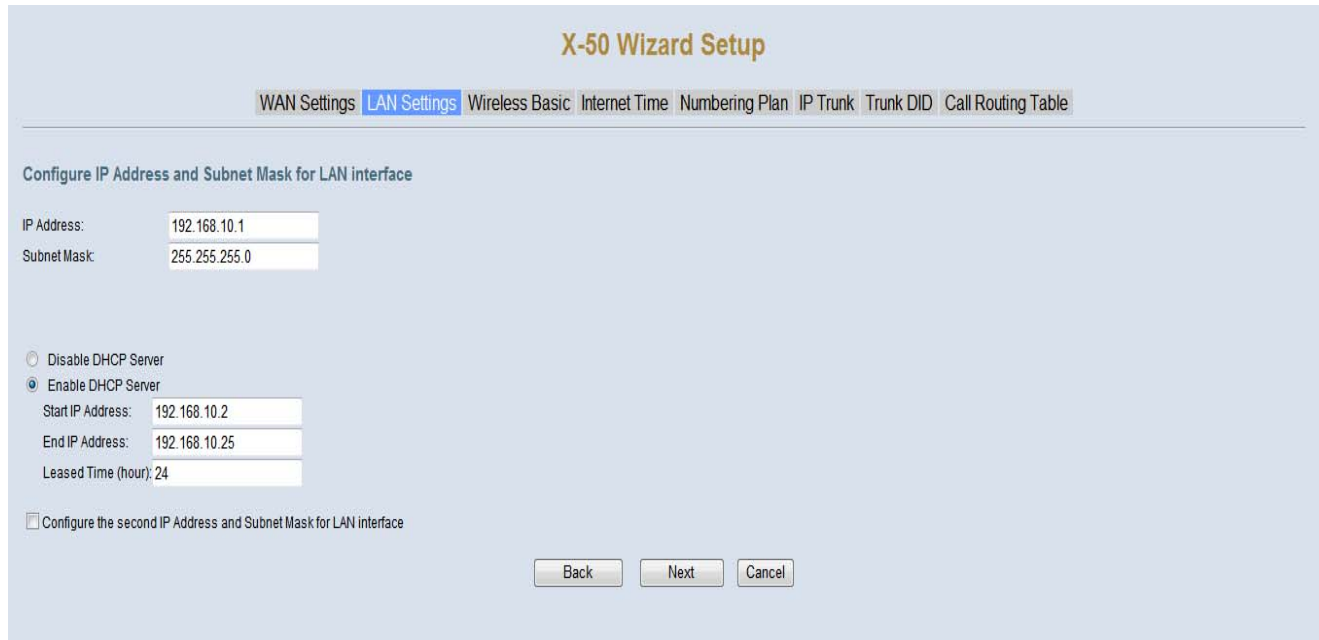 X-50 Wizard Setup
WAN Settings LAN Settings Wireless Basic Internet Time Numbering Plan IP Trunk Trunk DID Call Routing Table
Configure IP Address and Subnet Mask for LAN interface
IP Address: 192.168.10.1
Subnet Mask: 255.255.255.0
Disable DHCP Server
Enable DHCP Server
Start IP Address: 192.168.10.2
End IP Address: 192.168.10.25
Leased Time (hour): 24
Configure the second IP Address and Subnet Mask for LAN interface
Back Next Cancel